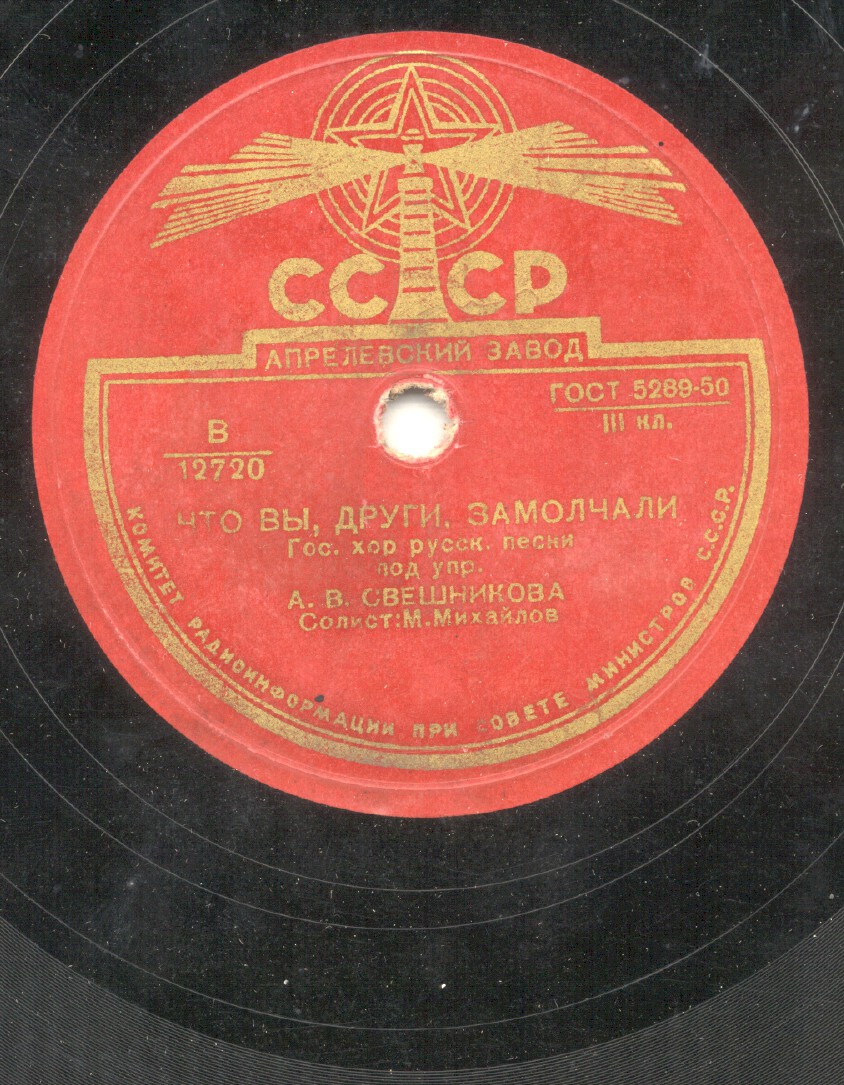 СССР
АПРЕЛЕВСКИЙ ЗАВОД
ГОСТ 5289-50
III кл.
В
12720
ЧТО ВЫ, ДРУГИ, ЗАМОЛЧАЛИ
Гос. хор русск. песни
под упр.
А. В. СВЕШНИКОВА
Солист: М. Михайлов
КОМИТЕТ РАДИОИНФОРМАЦИИ ПРИ СОВЕТЕ МИНИСТРОВ С.С.С.Р.